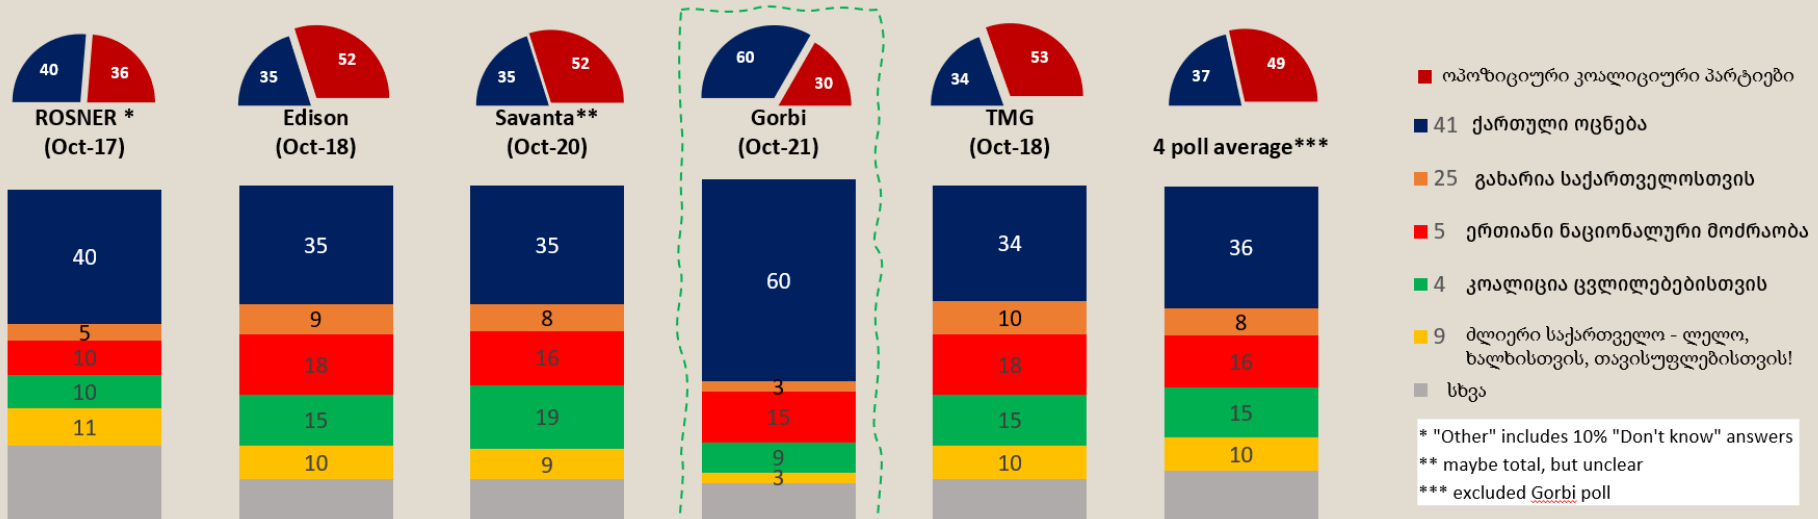 40 36
ROSNER *
(Oct-17)
40
5
10
10
11
35 52
Edison
(Oct-18)
35
9
18
15
10
35 52
Savanta**
(Oct-20)
35
8
16
19
9
60 30
Gorbi
(Oct-21)
60
3
15
9
3
34 53
TMG
(Oct-18)
34
10
18
15
10
37 49
4 poll average***
36
8
16
15
10
ოპოზიციური კოალიციური პარტიები
41 ქართული ოცნება
25 გახარია საქართველოსთვის
5 ერთიანი ნაციონალური მოძრაობა
4 კოალიცია ცვლილებებისთვის
9 ძლიერი საქართველო - ლელო,
ხალხისთვის, თავისუფლებისთვის!
სხვა
* "Other" includes 10% "Don't know" answers
** maybe total, but unclear
*** excluded Gorbi poll